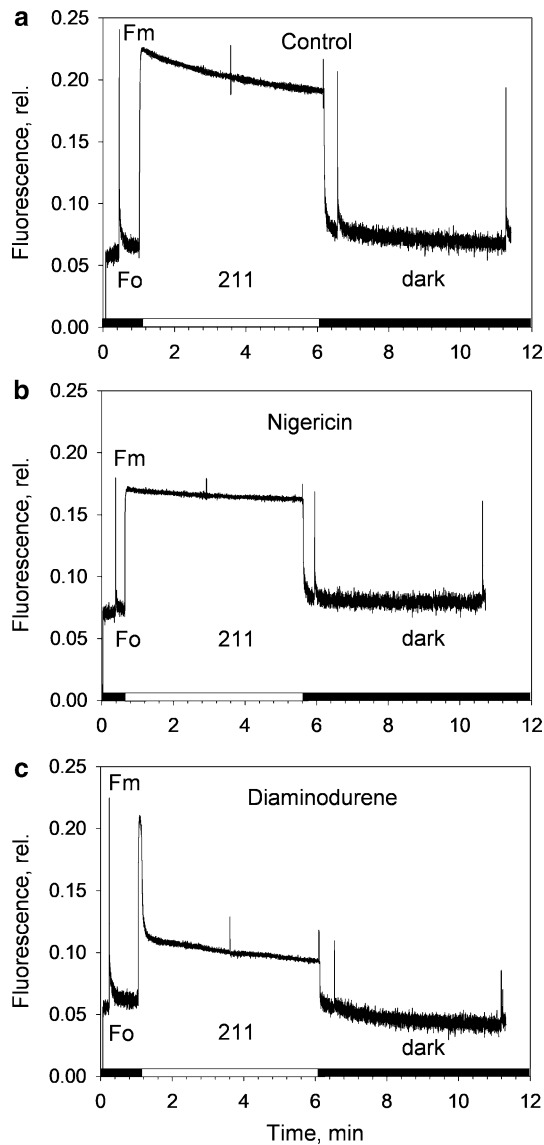 a
Fm
Control
0.25
0.20
0.15
0.10
0.05
0.00
Fluorescence, rel.
Fo
211
dark
0 2 4 6 8 10 12
b
Nigericin
Fm
0.25
0.20
0.15
0.10
0.05
0.00
Fluorescence, rel.
Fo
211
dark
0 2 4 6 8 10 12
c
Fm
Diaminodurene
0.25
0.20
0.15
0.10
0.05
0.00
Fluorescence, rel.
Fo
211
dark
0 2 4 6 8 10 12
Time, min